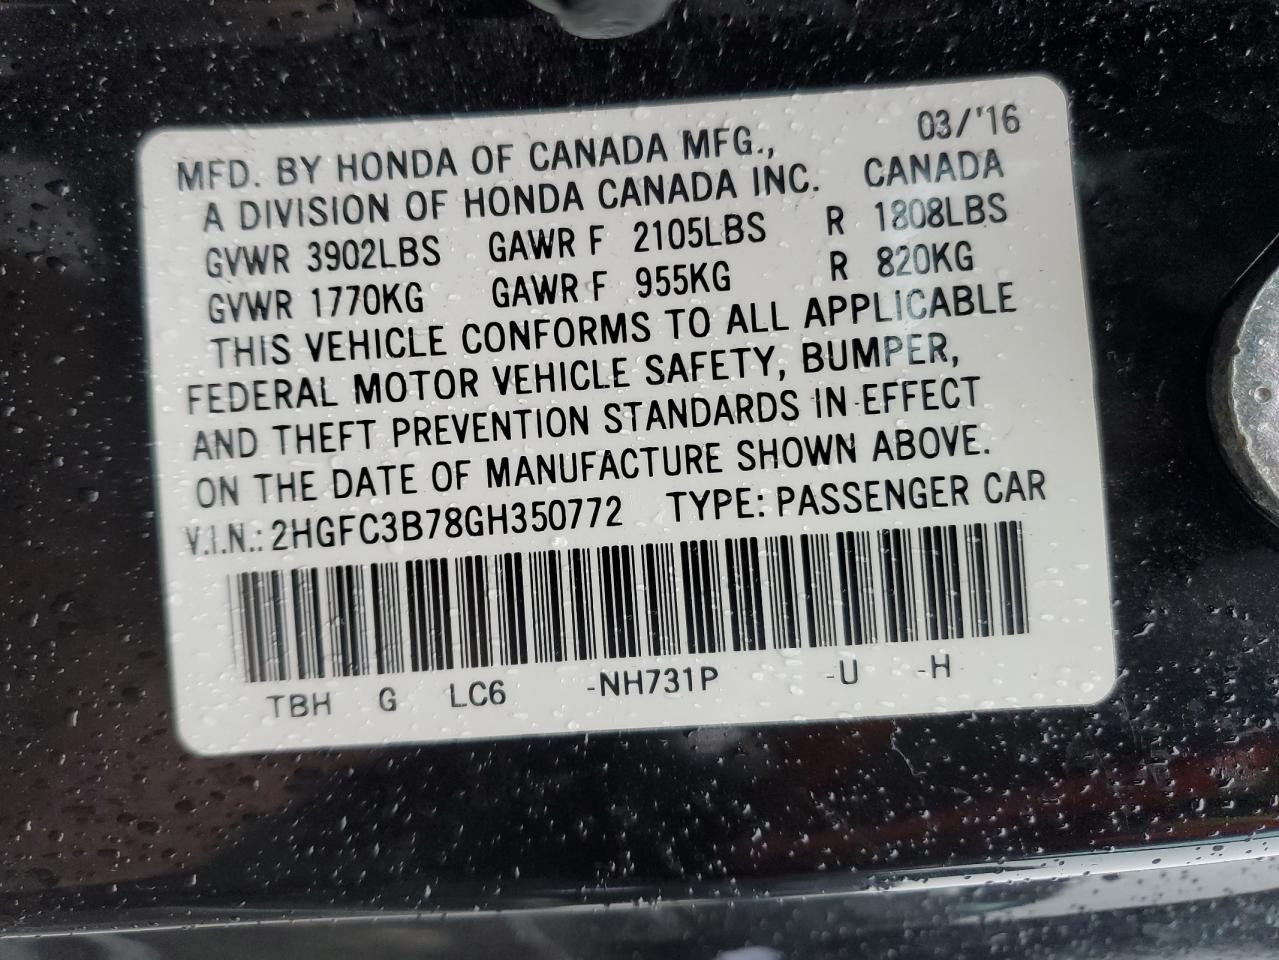 03/'16
MFD. BY HONDA OF CANADA MFG.,
A DIVISION OF HONDA CANADA INC. CANADA
GVWR 3902LBS GAWR F 2105LBS R 1808LBS
GVWR 1770KG GAWR F 955KG R 820KG
THIS VEHICLE CONFORMS TO ALL APPLICABLE
FEDERAL MOTOR VEHICLE SAFETY, BUMPER,
AND THEFT PREVENTION STANDARDS IN EFFECT
ON THE DATE OF MANUFACTURE SHOWN ABOVE.
V.I.N.: 2HGFC3B78GH350772 TYPE: PASSENGER CAR
TBH G LC6 -NH731P -U -H